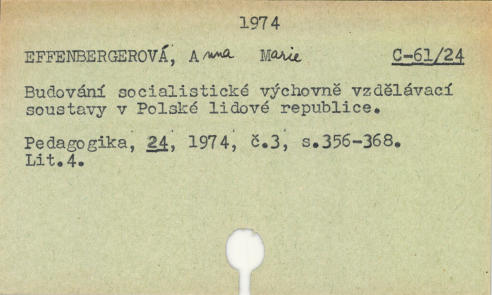 1974
EFFENBERGEROVÁ, Anna Marie C-61/24
Budování socialistické výchovně vzdělávací
soustavy v Polské lidové republice.
Pedagogika, 24, 1974, č.3, s.356-368.
Lit.4.